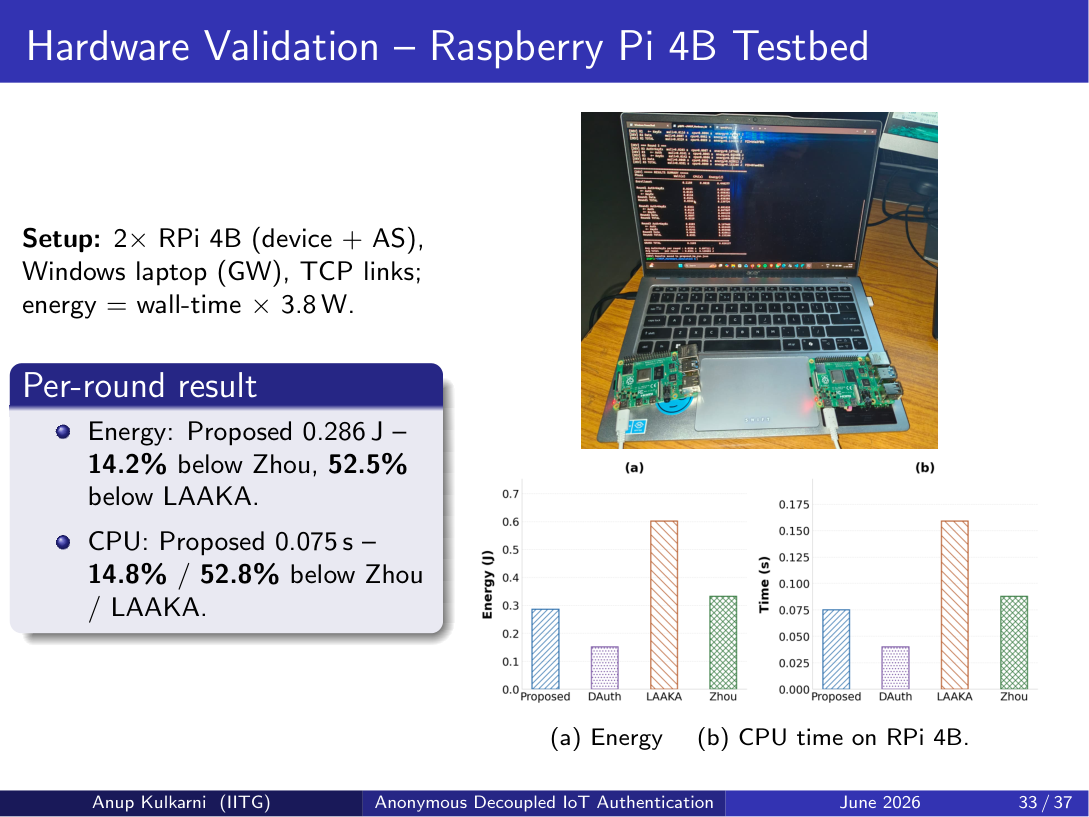 Hardware Validation – Raspberry Pi 4B Testbed
Setup: 2× RPi 4B (device + AS),
Windows laptop (GW), TCP links;
energy = wall-time × 3.8 W.
Per-round result
Energy: Proposed 0.286 J –
14.2% below Zhou, 52.5%
below LAAKA.
CPU: Proposed 0.075 s –
14.8% / 52.8% below Zhou
/ LAAKA.
acer
(a)
(b)
Energy (J)
0.7
0.6
0.5
0.4
0.3
0.2
0.1
0.0
Proposed DAuth LAAKA Zhou
Time (s)
0.175
0.150
0.125
0.100
0.075
0.050
0.025
0.000
Proposed DAuth LAAKA Zhou
(a) Energy (b) CPU time on RPi 4B.
Anup Kulkarni (IITG) Anonymous Decoupled IoT Authentication June 2026 33 / 37